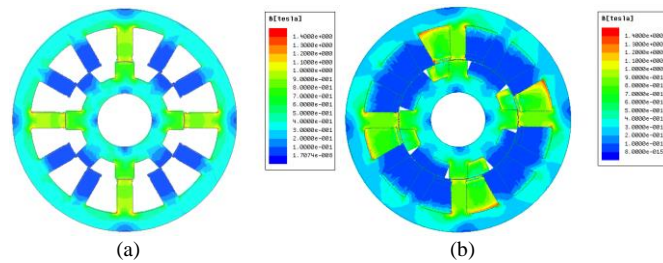 B[tesla]
1.4000e+000
1.3000e+000
1.2000e+000
1.1000e+000
1.0000e+000
9.0000e-001
8.0000e-001
7.0000e-001
6.0000e-001
5.0000e-001
4.0000e-001
3.0000e-001
2.0000e-001
1.0000e-001
B[tesla]
1.4000e+000
1.3000e+000
1.2000e+000
1.1000e+000
1.0000e+000
9.0000e-001
8.0000e-001
7.0000e-001
6.0000e-001
5.0000e-001
4.0000e-001
3.0000e-001
2.0000e-001
1.0000e-001
(a)
(b)